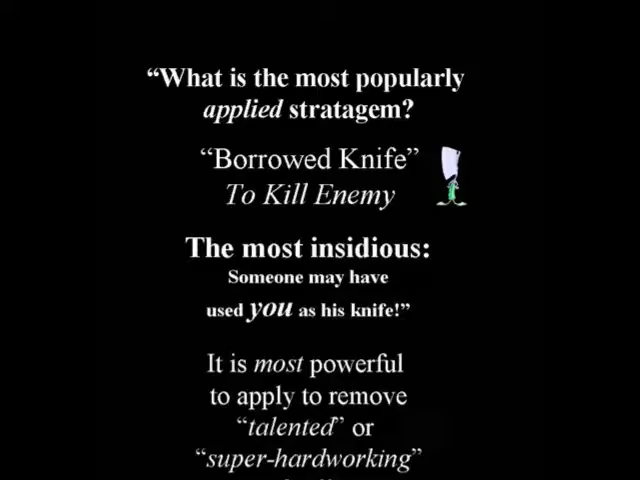 “What is the most popularly
applied stratagem?
“Borrowed Knife”
To Kill Enemy
The most insidious:
Someone may have
used you as his knife!”
It is most powerful
to apply to remove
“talented” or
“super-hardworking”